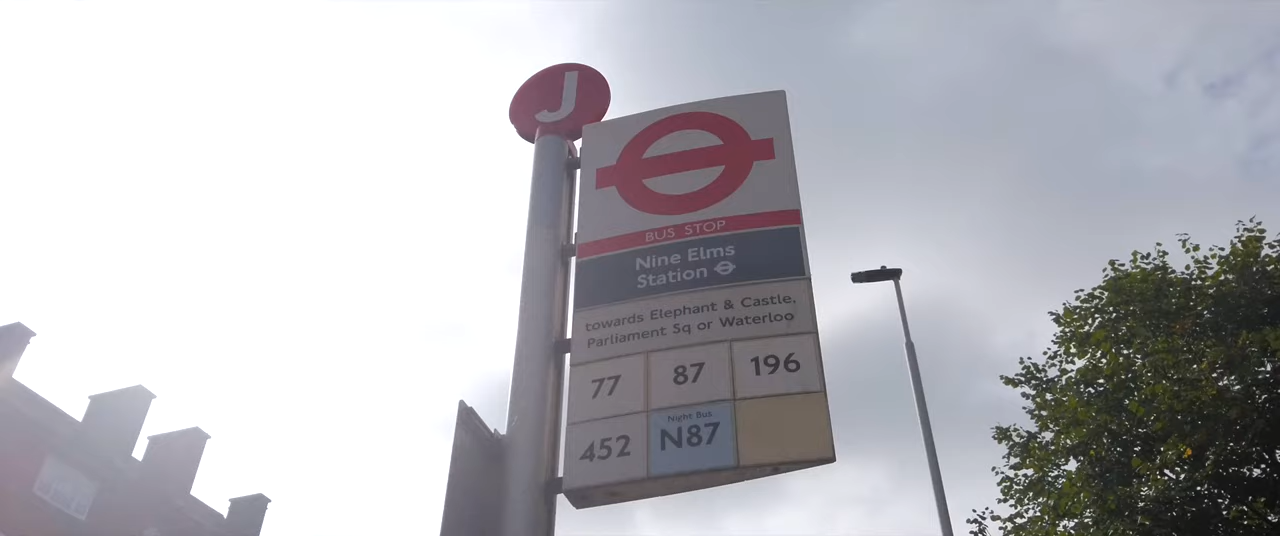 J
BUS STOP
Nine Elms
Station
towards Elephant & Castle,
Parliament Sq or Waterloo
77 87 196
Night Bus
452 N87